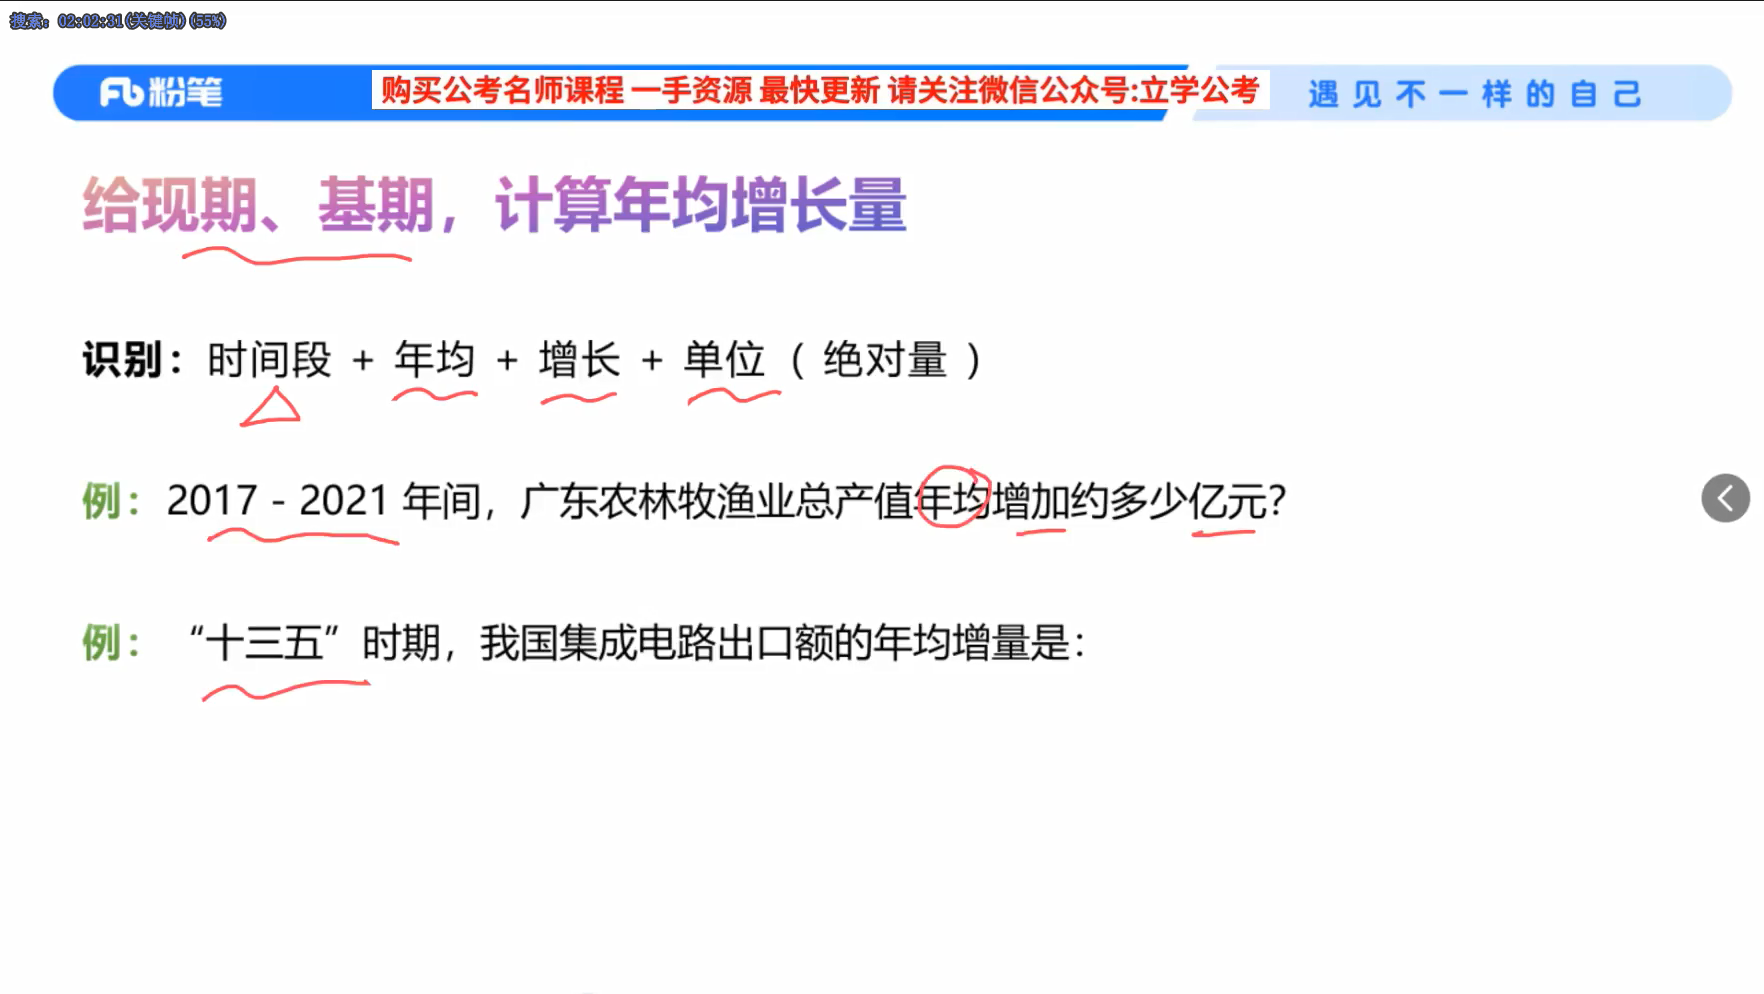 搜索: 02:02:31(关键帧)(55%)
粉笔
购买公考名师课程 一手资源 最快更新 请关注微信公众号:立学公考
遇见不一样的自己
给现期、基期，计算年均增长量
识别：时间段 + 年均 + 增长 + 单位（绝对量）
例：2017 - 2021 年间，广东农林牧渔业总产值年均增加约多少亿元？
例：“十三五”时期，我国集成电路出口额的年均增量是：